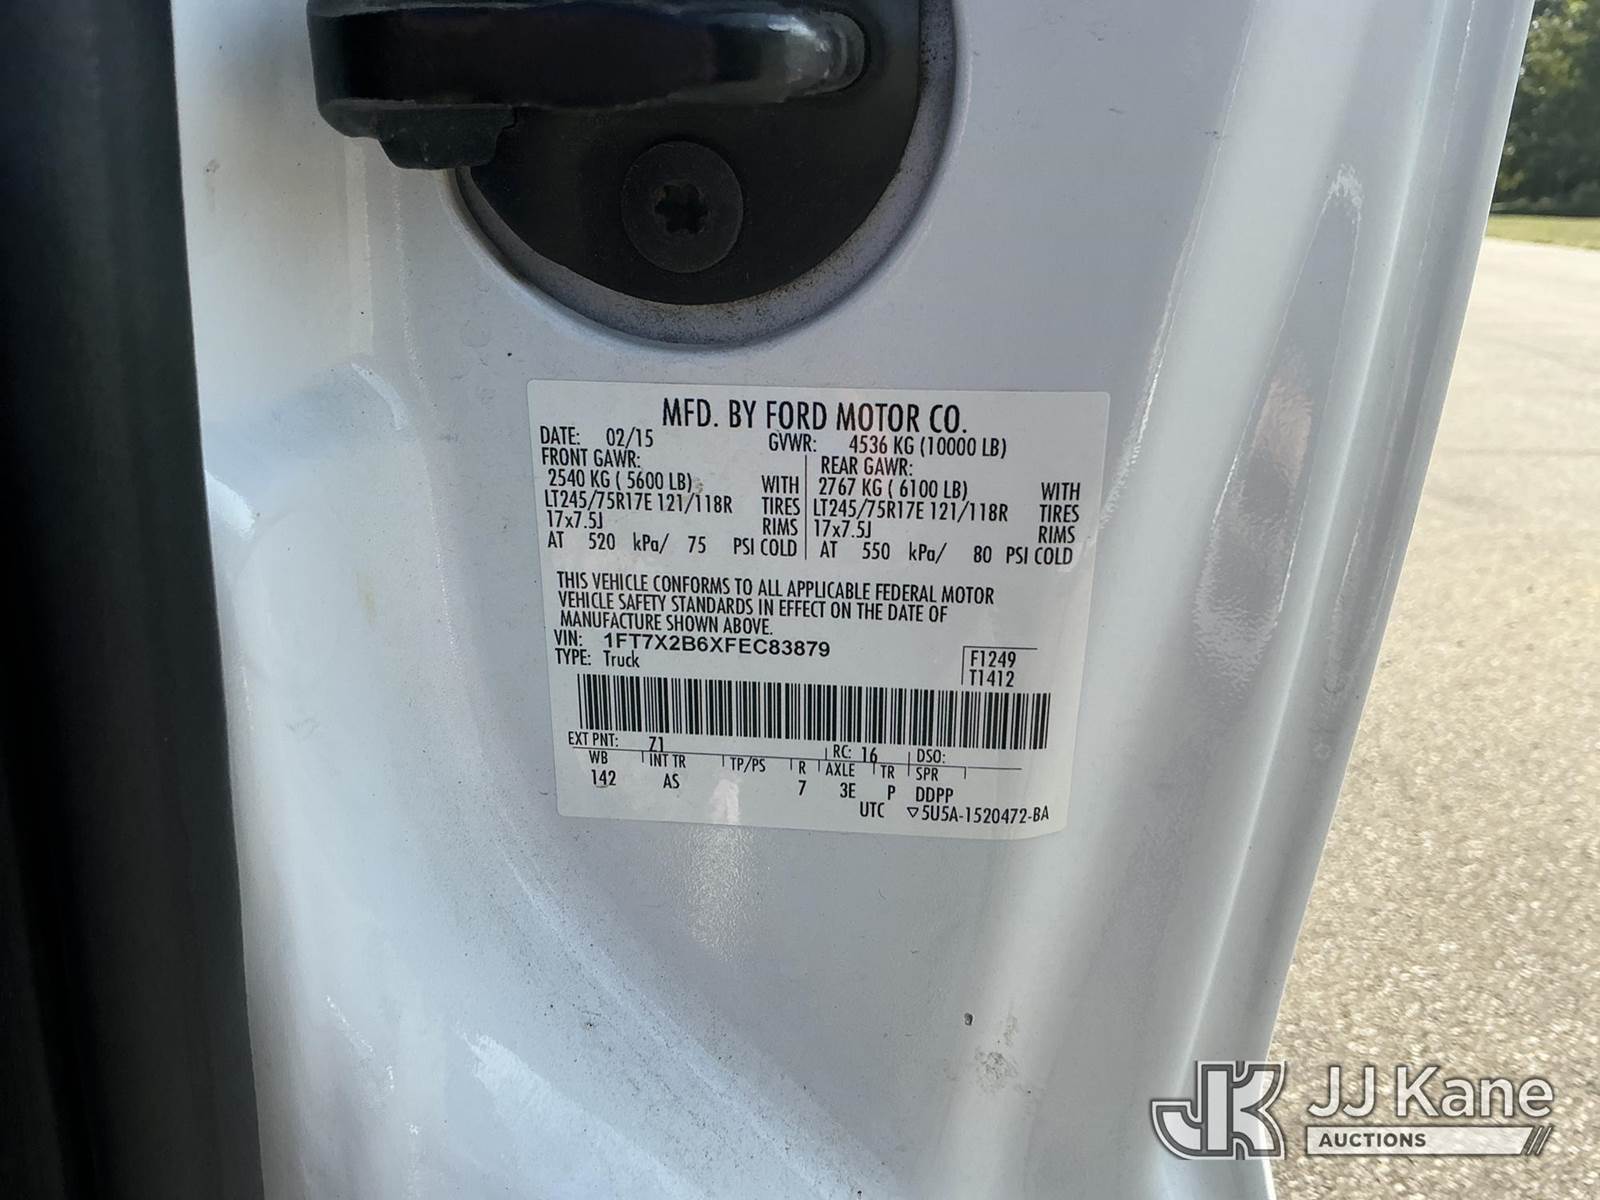 MFD. BY FORD MOTOR CO.
DATE: 02/15 GVWR: 4536 KG (10000 LB)
FRONT GAWR: REAR GAWR:
2540 KG ( 5600 LB) WITH 2767 KG ( 6100 LB) WITH
LT245/75R17E 121/118R TIRES LT245/75R17E 121/118R TIRES
17x7.5J RIMS 17x7.5J RIMS
AT 520 kPa/ 75 PSI COLD AT 550 kPa/ 80 PSI COLD
THIS VEHICLE CONFORMS TO ALL APPLICABLE FEDERAL MOTOR
VEHICLE SAFETY STANDARDS IN EFFECT ON THE DATE OF
MANUFACTURE SHOWN ABOVE.
VIN: 1FT7X2B6XFEC83879
TYPE: Truck F1249
T1412
EXT PNT: Z1 RC: 16 DSO:
WB INT TR TP/PS R AXLE TR SPR
142 AS 7 3E P DDPP
UTC ▽5U5A-1520472-BA
JK JJ Kane
AUCTIONS